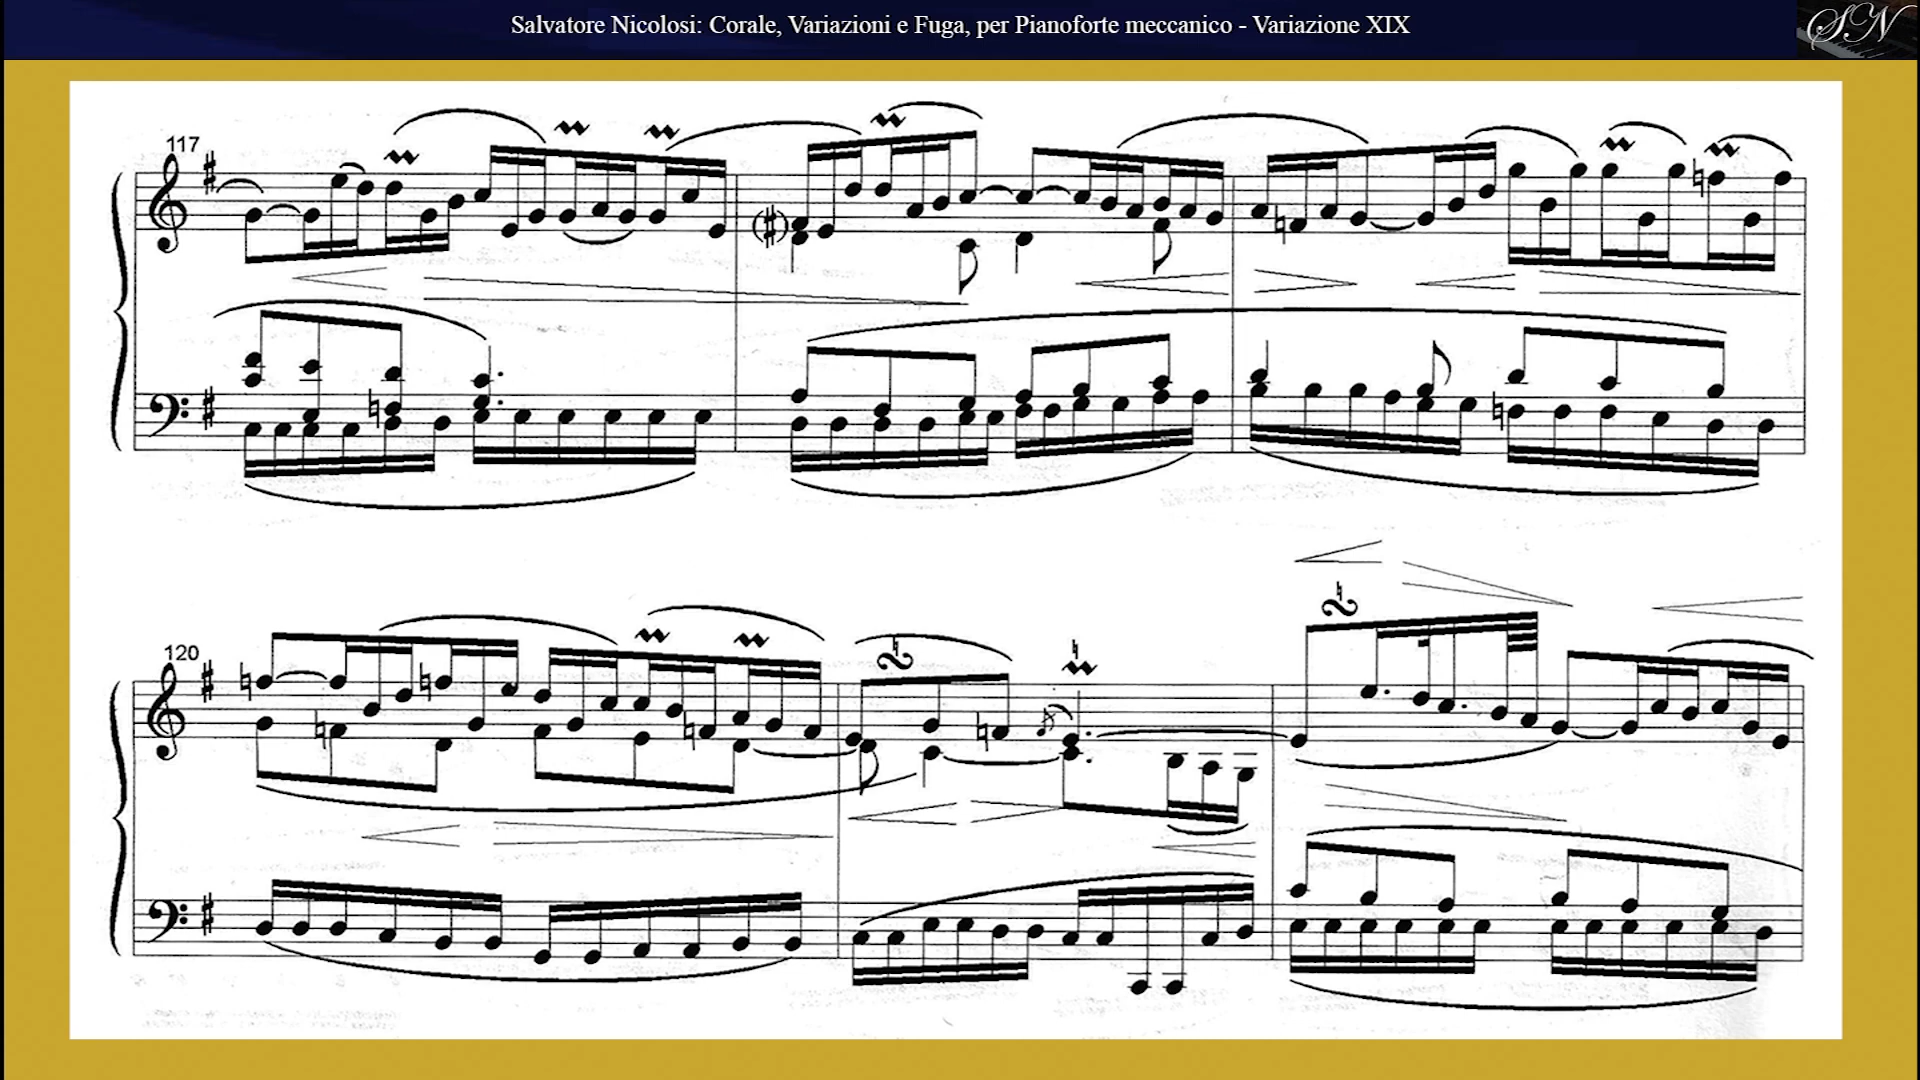 Salvatore Nicolosi: Corale, Variazioni e Fuga, per Pianoforte meccanico - Variazione XIX
SN
117
120